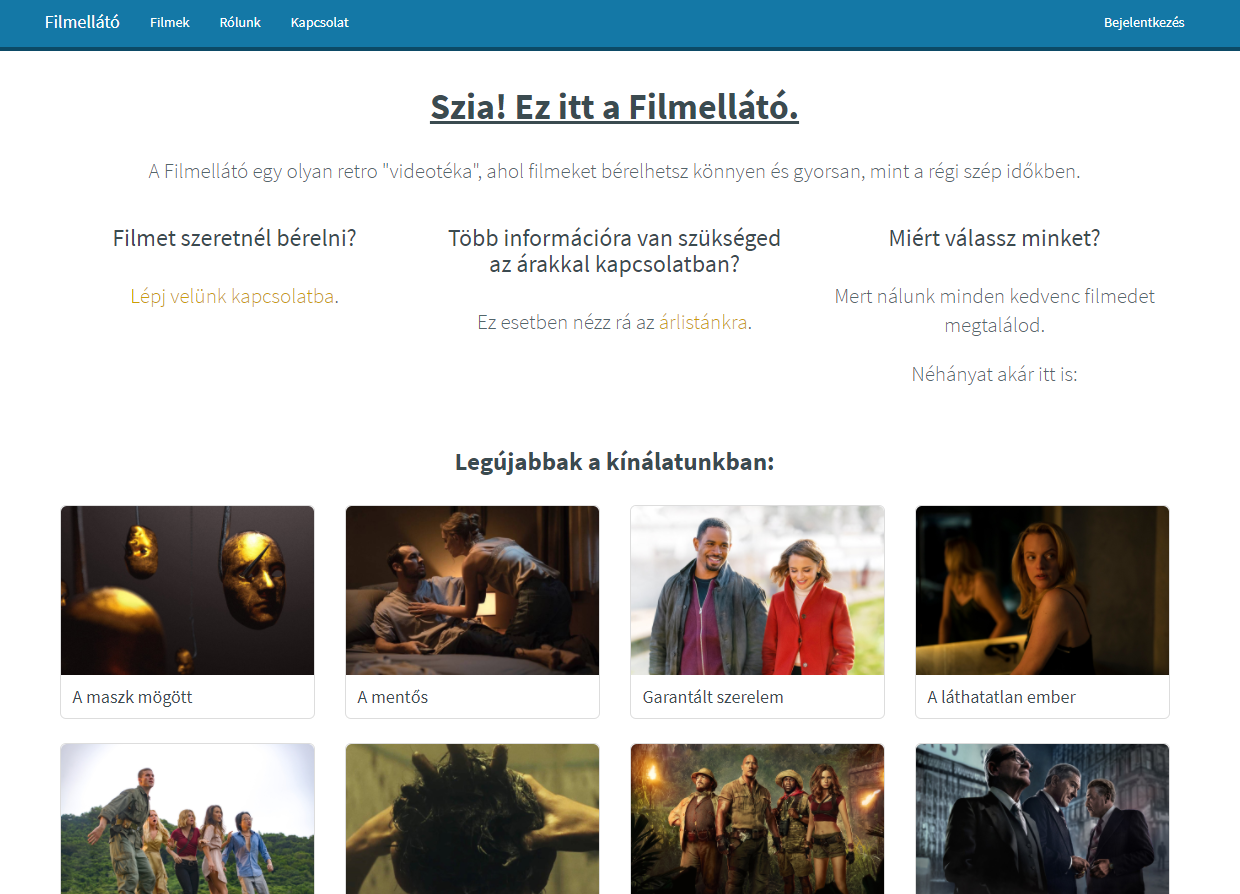 Filmellátó
Filmek
Rólunk
Kapcsolat
Bejelentkezés
Szia! Ez itt a Filmellátó.
A Filmellátó egy olyan retro "videotéka", ahol filmeket bérelhetsz könnyen és gyorsan, mint a régi szép időkben.
Filmet szeretnél bérelni?
Lépj velünk kapcsolatba.
Több információra van szükséged
az árakkal kapcsolatban?
Ez esetben nézz rá az árlistánkra.
Miért válassz minket?
Mert nálunk minden kedvenc filmedet
megtalálod.
Néhányat akár itt is:
Legújabbak a kínálatunkban:
A maszk mögött
A mentős
Garantált szerelem
A láthatatlan ember